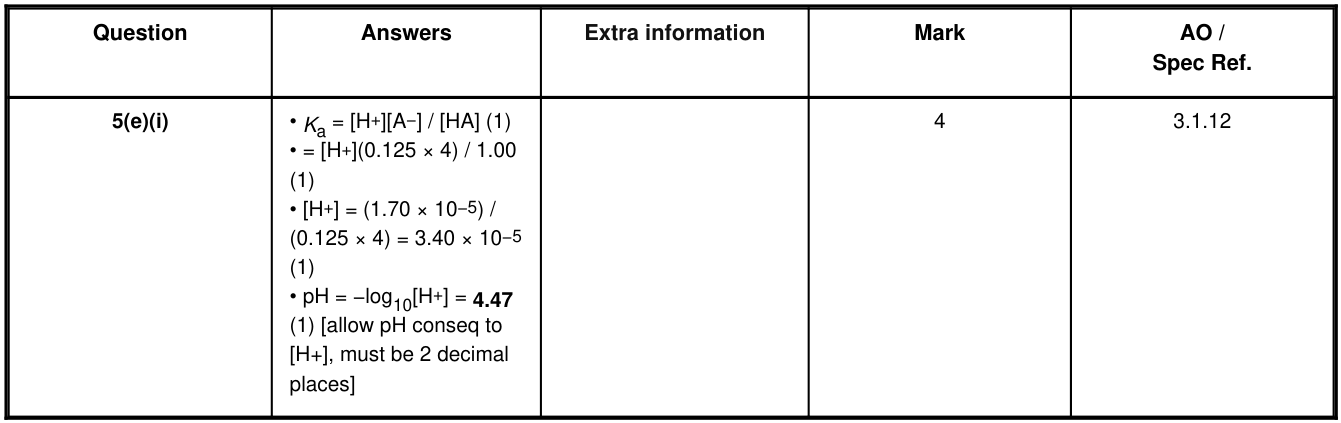 Question Answers Extra information Mark AO /
Spec Ref.
5(e)(i) • Kₐ = [H+][A−] / [HA] (1) 4 3.1.12
• = [H+](0.125 × 4) / 1.00
(1)
• [H+] = (1.70 × 10−5) /
(0.125 × 4) = 3.40 × 10−5
(1)
• pH = −log₁₀[H+] = 4.47
(1) [allow pH conseq to
[H+], must be 2 decimal
places]